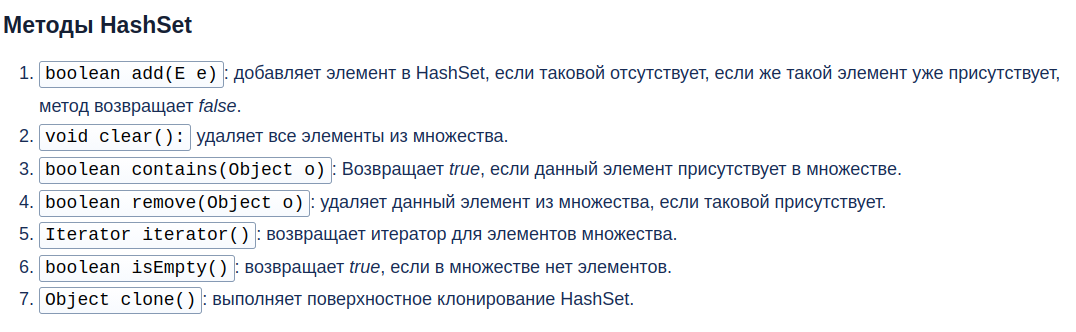 Методы HashSet
1. boolean add(E e): добавляет элемент в HashSet, если таковой отсутствует, если же такой элемент уже присутствует,
метод возвращает false.
2. void clear(): удаляет все элементы из множества.
3. boolean contains(Object o): Возвращает true, если данный элемент присутствует в множестве.
4. boolean remove(Object o): удаляет данный элемент из множества, если таковой присутствует.
5. Iterator iterator(): возвращает итератор для элементов множества.
6. boolean isEmpty(): возвращает true, если в множестве нет элементов.
7. Object clone(): выполняет поверхностное клонирование HashSet.